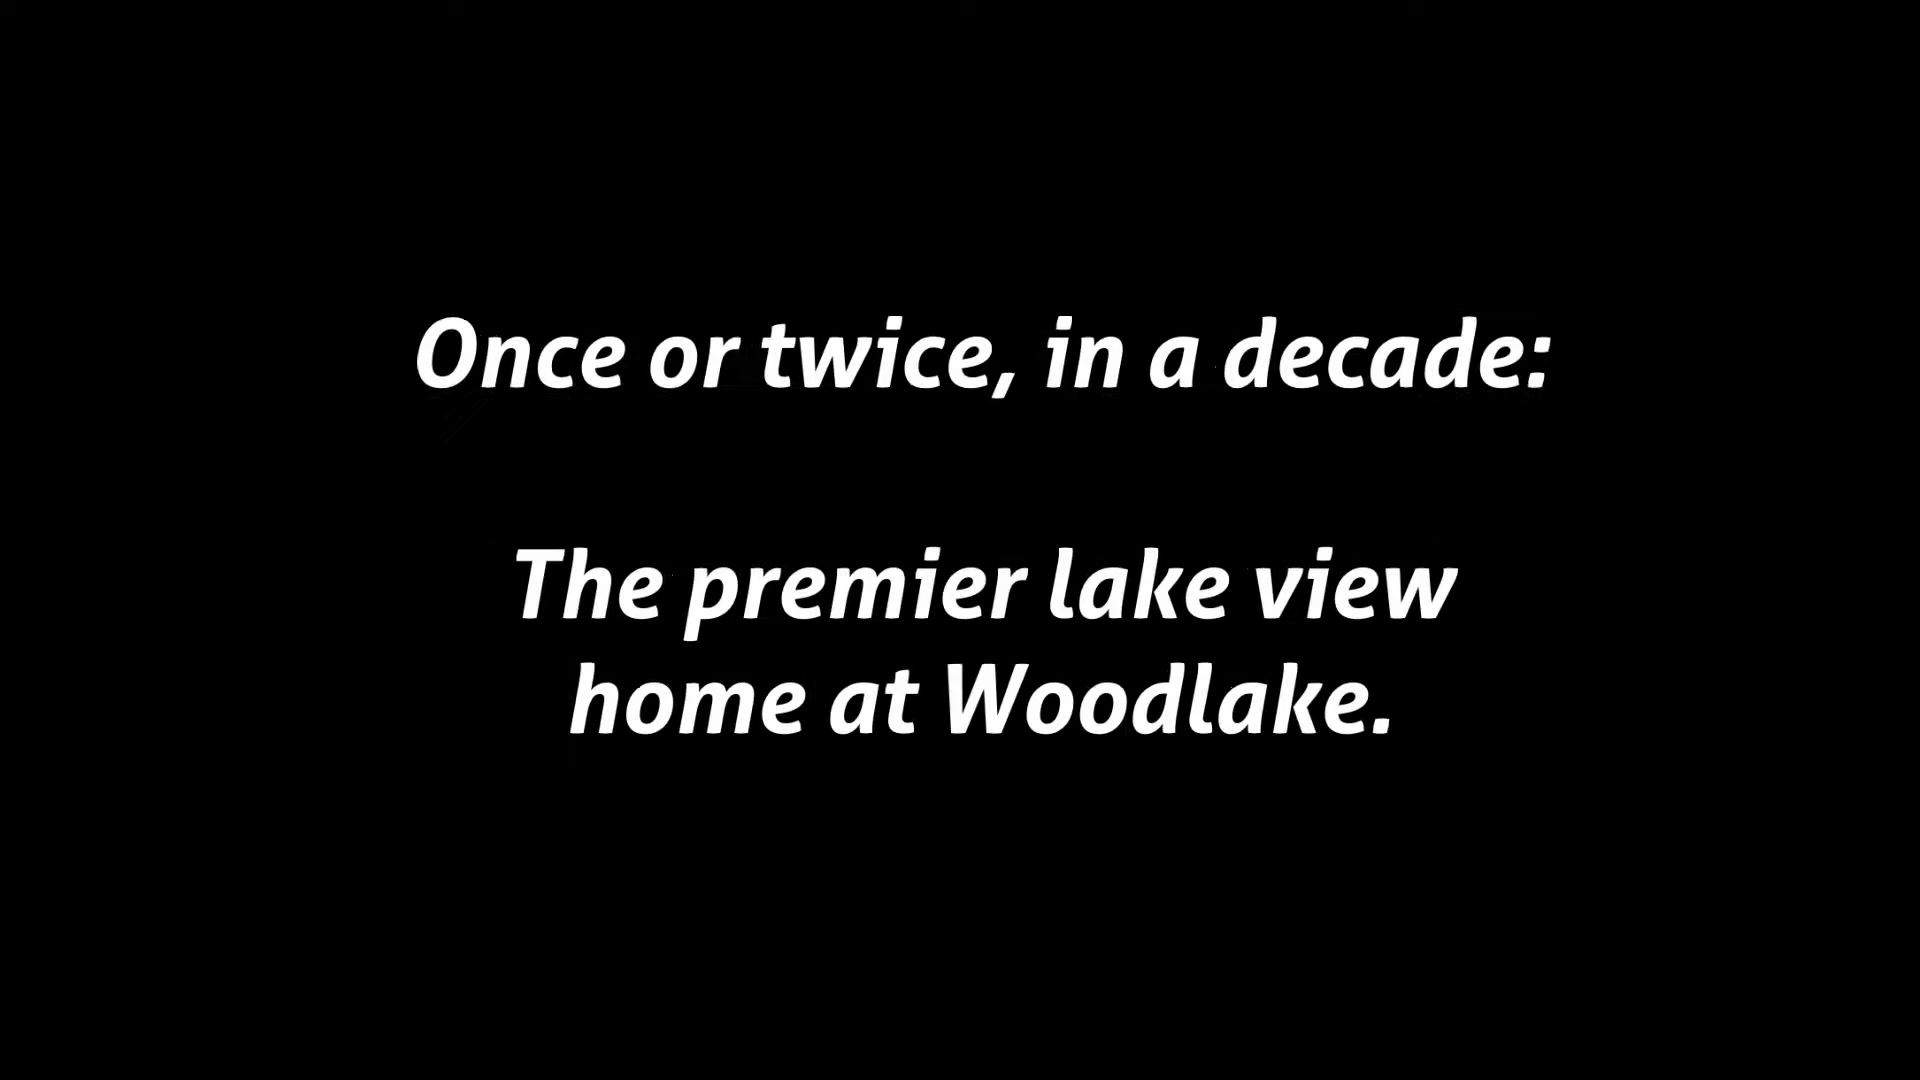 Once or twice, in a decade:
The premier lake view
home at Woodlake.